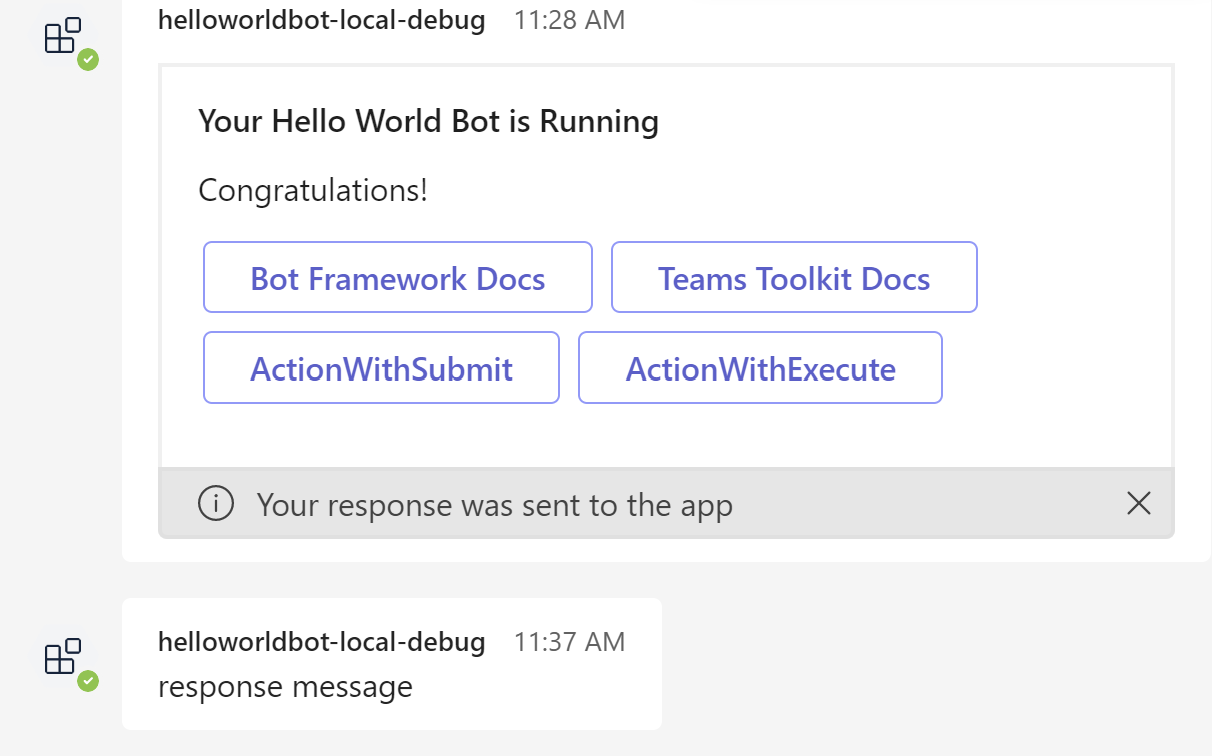 helloworldbot-local-debug 11:28 AM
Your Hello World Bot is Running
Congratulations!
Bot Framework Docs Teams Toolkit Docs
ActionWithSubmit ActionWithExecute
Your response was sent to the app
helloworldbot-local-debug 11:37 AM
response message